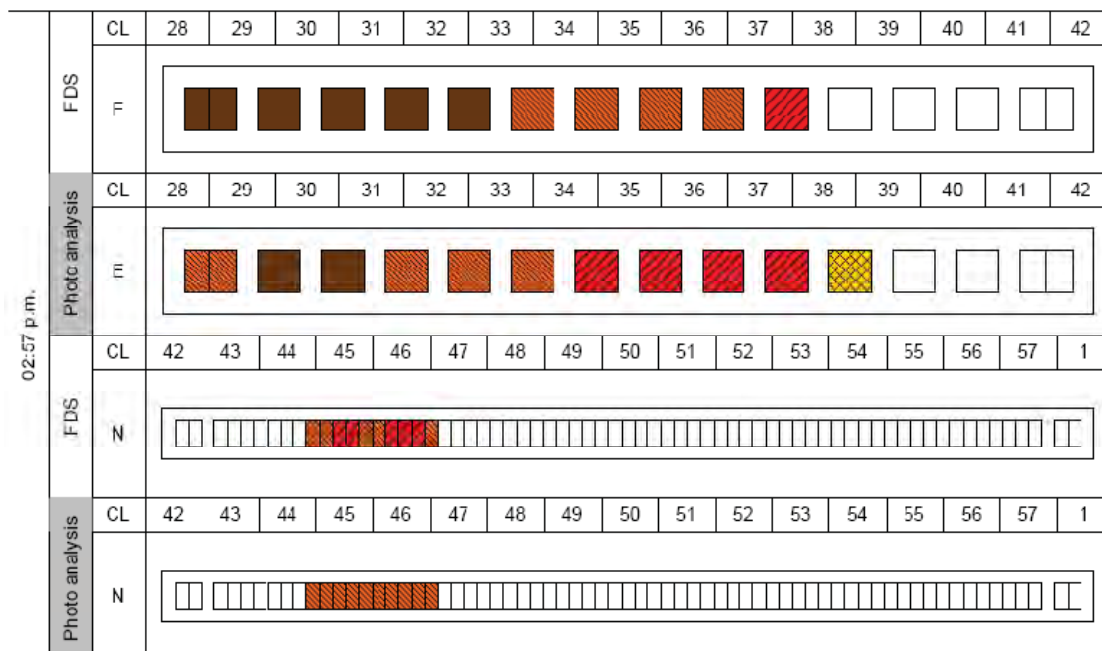 CL 28 29 30 31 32 33 34 35 36 37 38 39 40 41 42
FDS
F
CL 28 29 30 31 32 33 34 35 36 37 38 39 40 41 42
Photo analysis
E
02:57 p.m.
CL 42 43 44 45 46 47 48 49 50 51 52 53 54 55 56 57 1
FDS
N
CL 42 43 44 45 46 47 48 49 50 51 52 53 54 55 56 57 1
Photo analysis
N